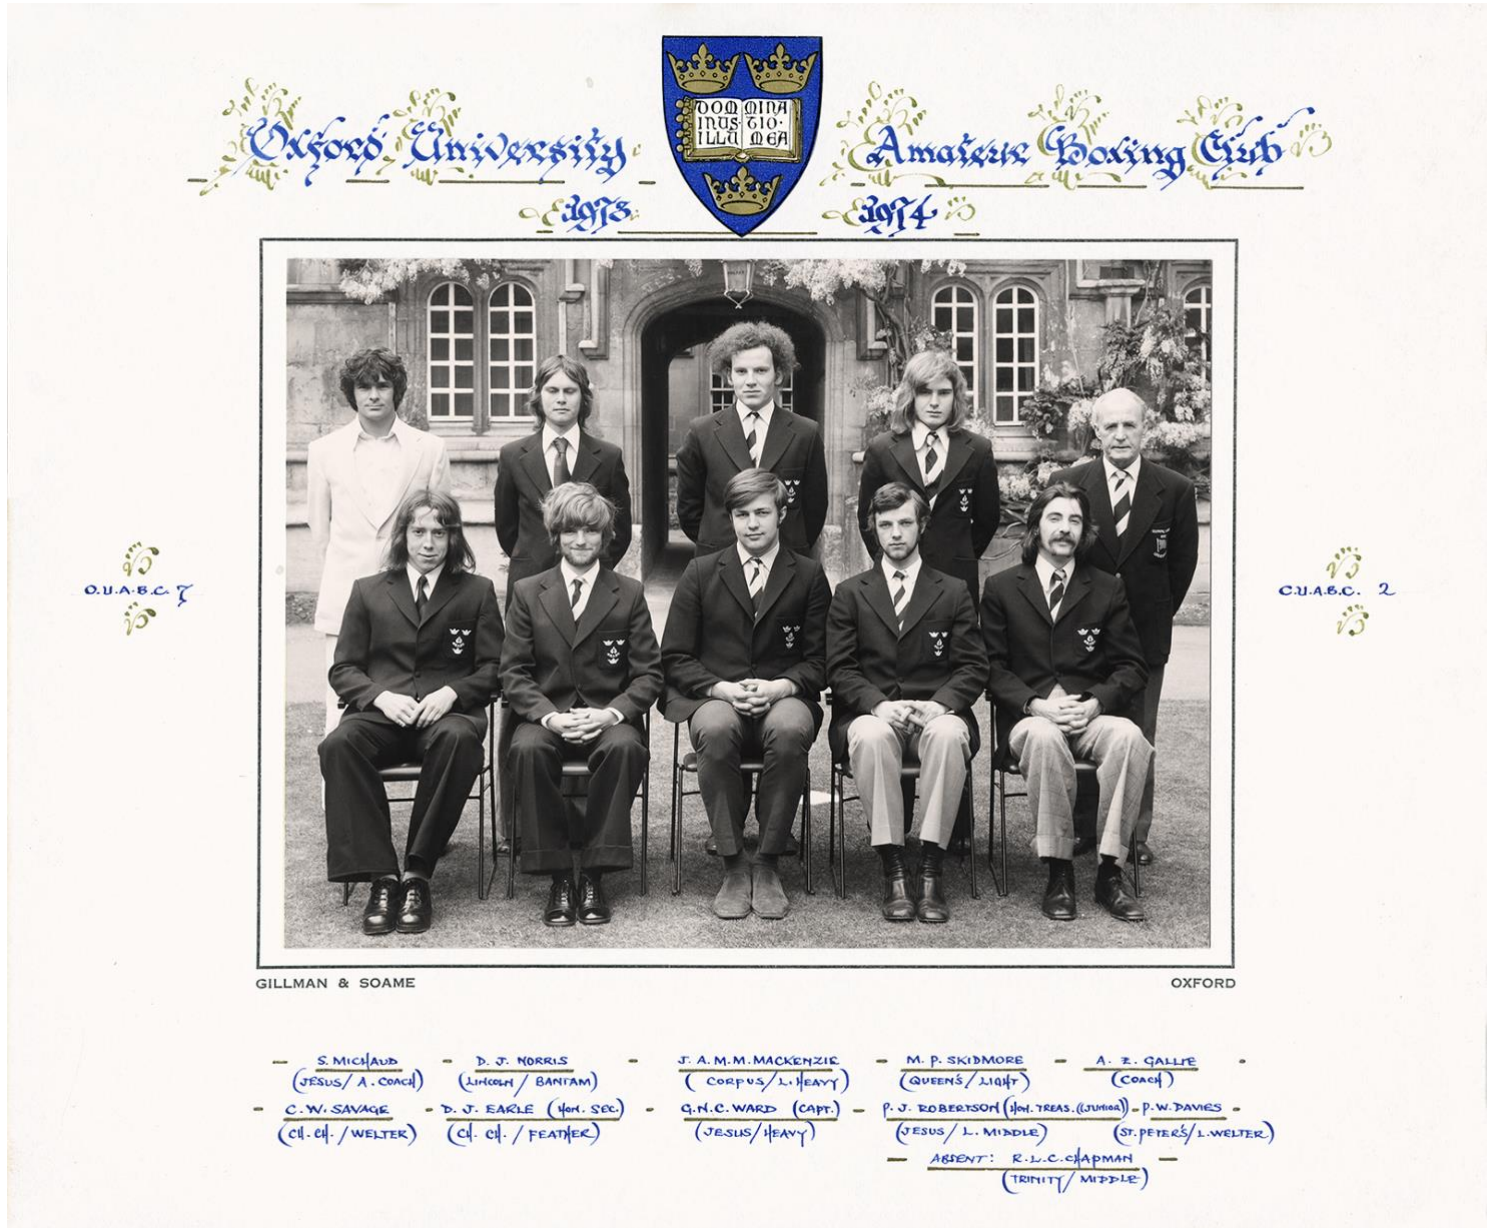 Oxford University Amateur Boxing Club
1973 1974
DOM MINA
INUS· TIO·
ILLU MEA
O.U.A.B.C. 7
C.U.A.B.C. 2
GILLMAN & SOAME OXFORD
S. MICHAUD D. J. NORRIS J. A. M. M. MACKENZIE M. P. SKIDMORE A. Z. GALLIE
(JESUS / A. COACH) (LINCOLN / BANTAM) (CORPUS / L. HEAVY) (QUEEN'S / LIGHT) (COACH)
C. W. SAVAGE D. J. EARLE (HON. SEC.) G. N. C. WARD (CAPT.) P. J. ROBERTSON (HON. TREAS. ((JUNIOR)) P. W. DAVIES
(CH. CH. / WELTER) (CH. CH. / FEATHER) (JESUS / HEAVY) (JESUS / L. MIDDLE) (ST. PETER'S / L. WELTER)
ABSENT: R. L. C. CHAPMAN
(TRINITY / MIDDLE)